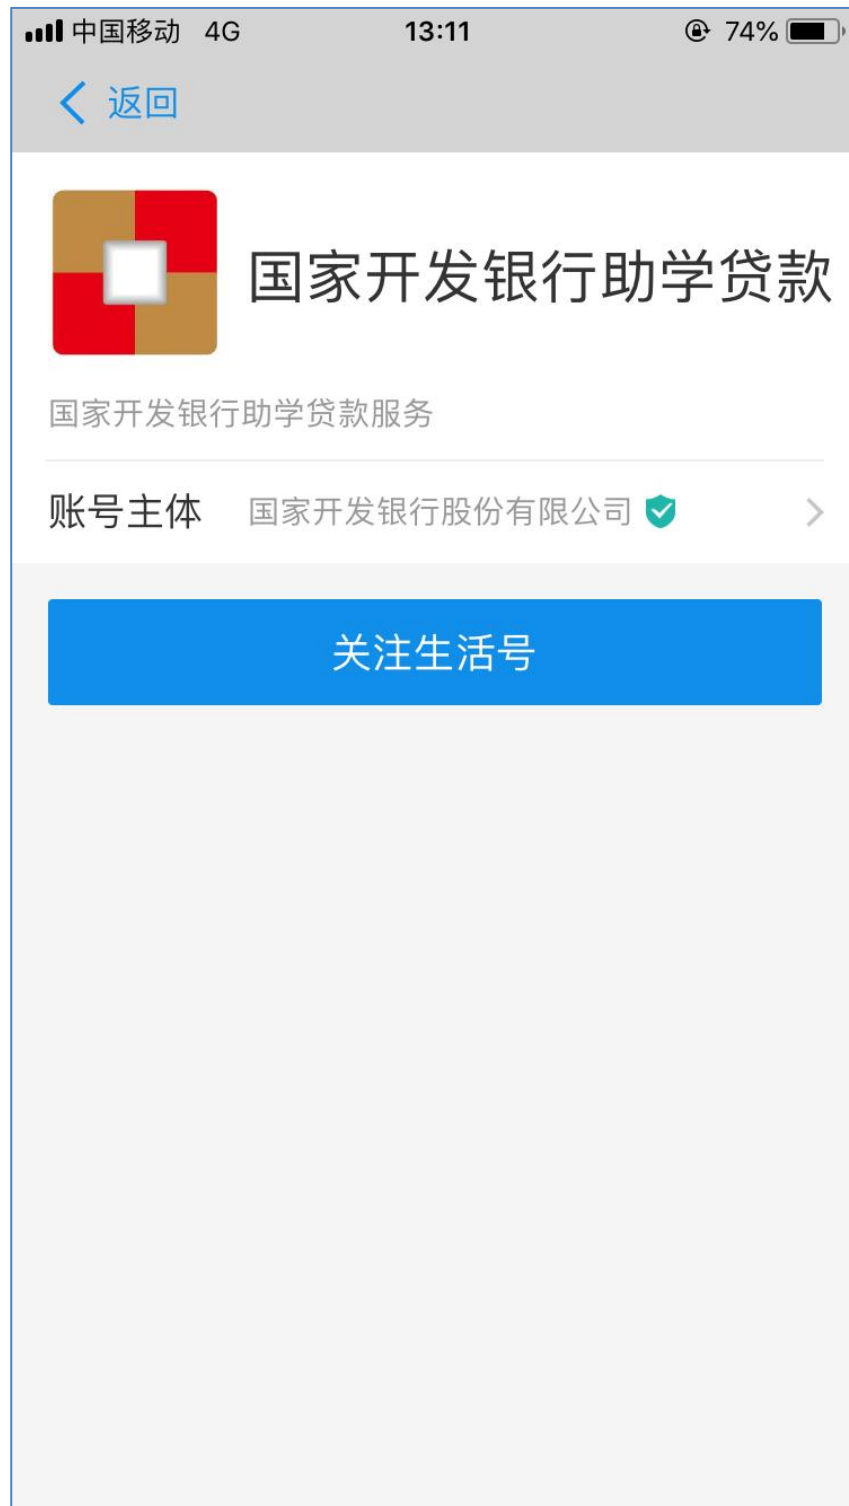 中国移动 4G 13:11 74%
返回
国家开发银行助学贷款
国家开发银行助学贷款服务
账号主体 国家开发银行股份有限公司
关注生活号